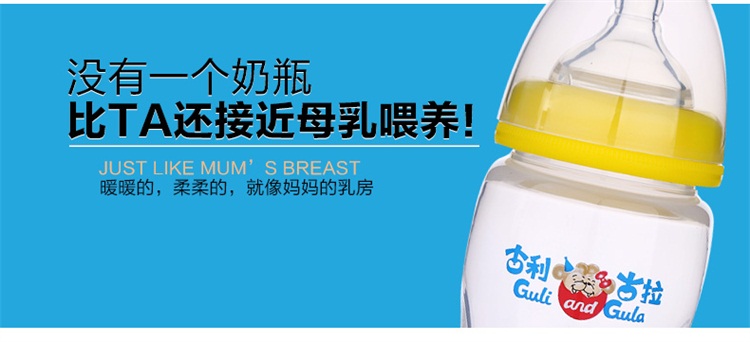 没有一个奶瓶
比TA还接近母乳喂养!
JUST LIKE MUM'S BREAST
暖暖的，柔柔的，就像妈妈的乳房
古利 古拉
Guli and Gula